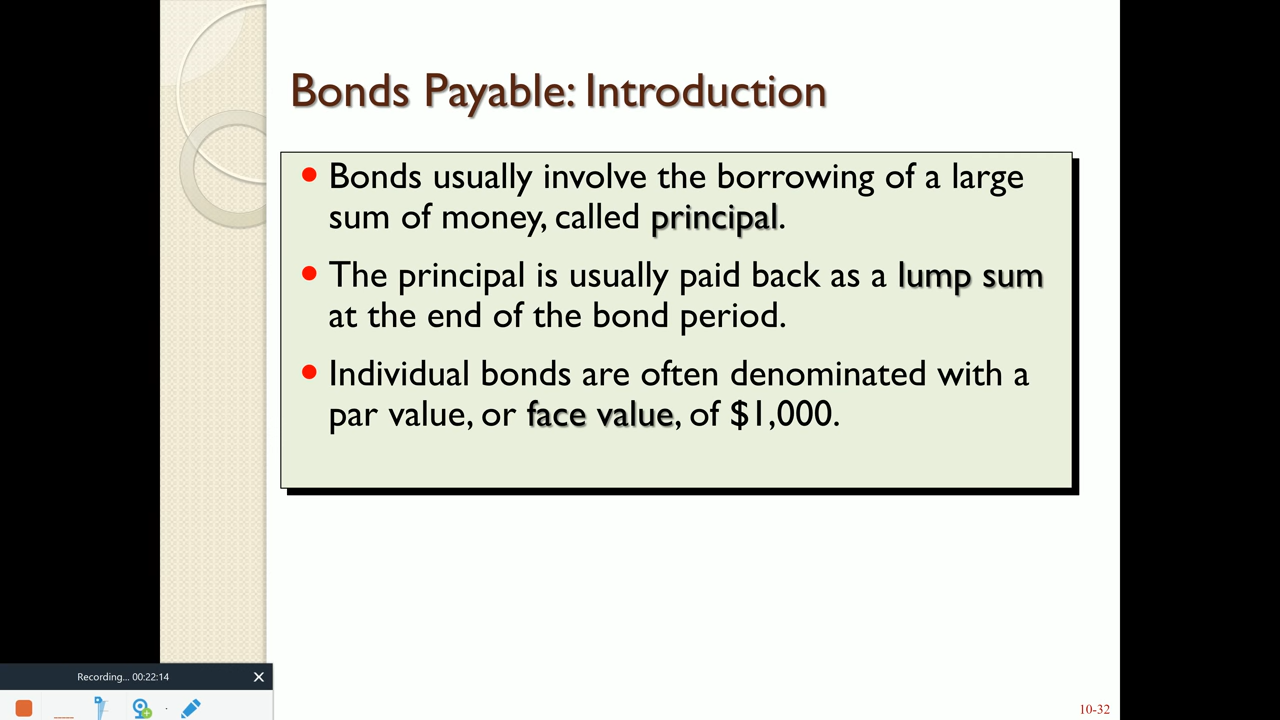 Bonds Payable: Introduction
Bonds usually involve the borrowing of a large
sum of money, called principal.
The principal is usually paid back as a lump sum
at the end of the bond period.
Individual bonds are often denominated with a
par value, or face value, of $1,000.
Recording... 00:22:14
10-32